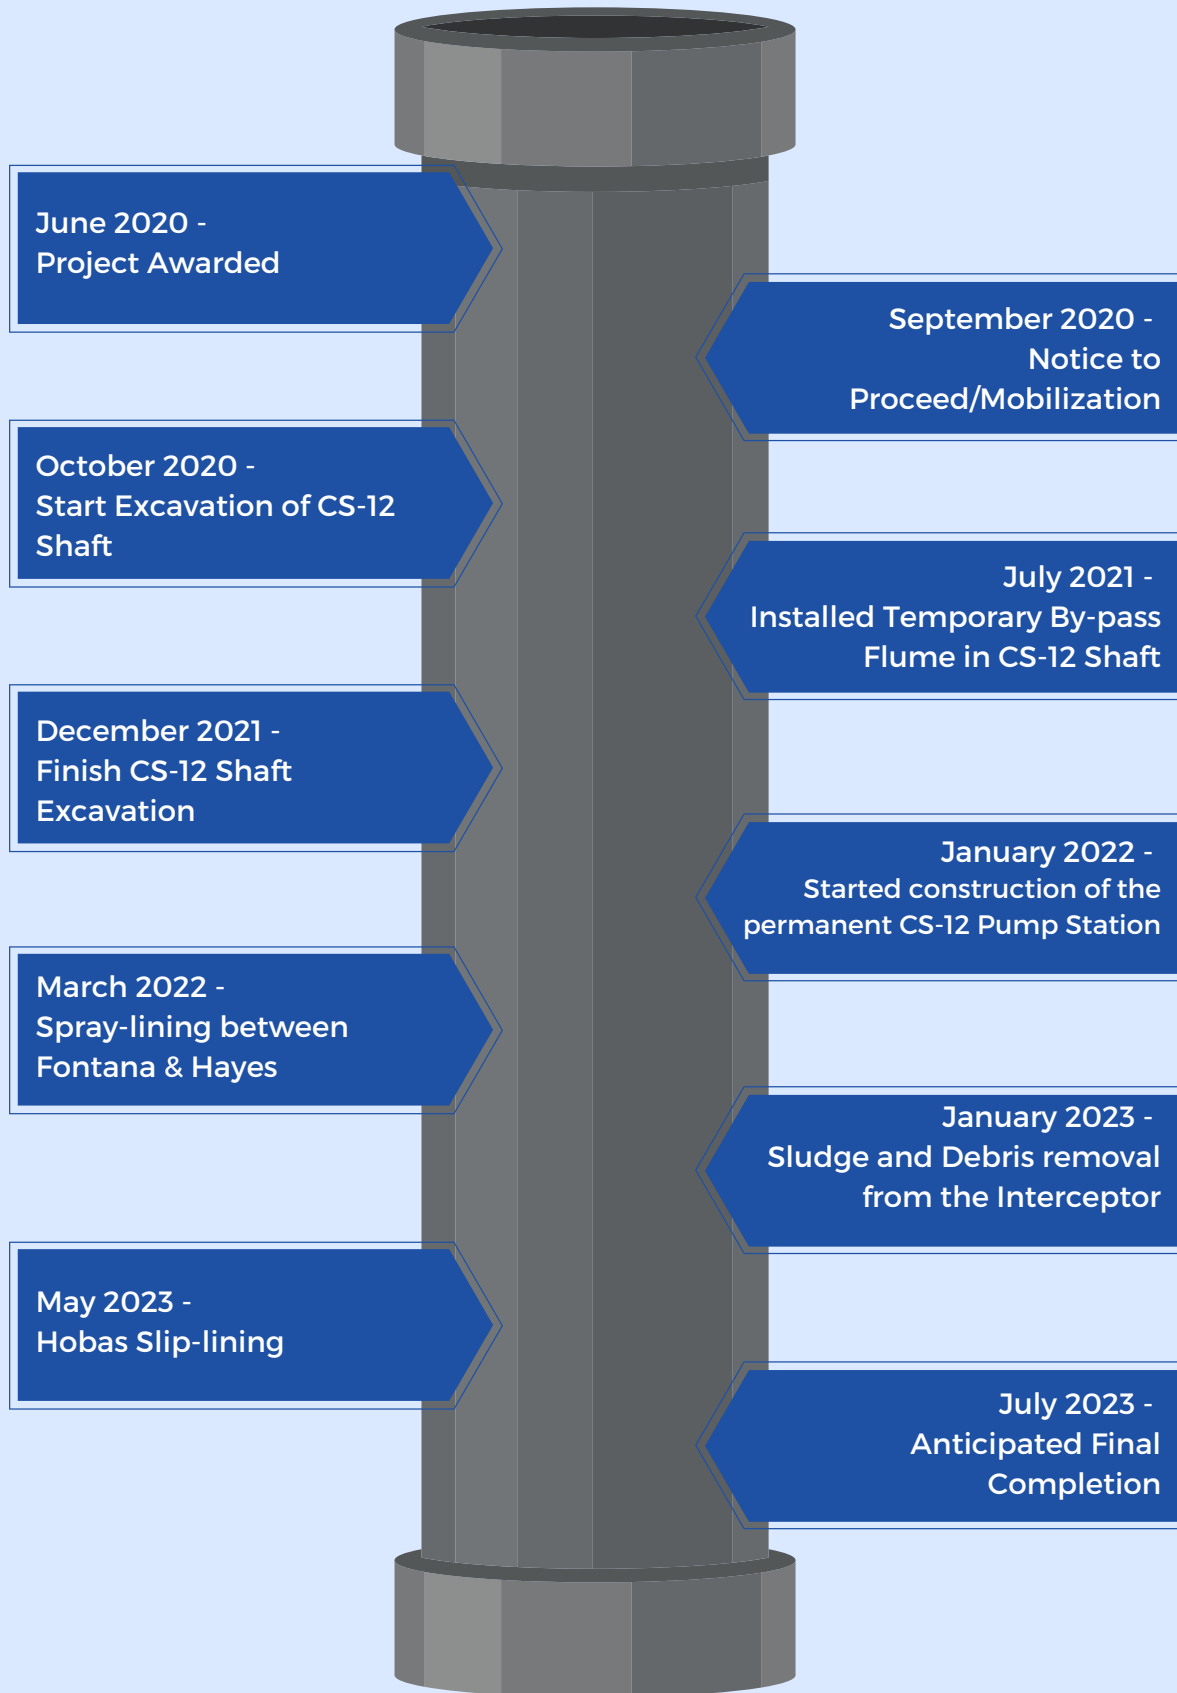 June 2020 -
Project Awarded
September 2020 -
Notice to
Proceed/Mobilization
October 2020 -
Start Excavation of CS-12
Shaft
July 2021 -
Installed Temporary By-pass
Flume in CS-12 Shaft
December 2021 -
Finish CS-12 Shaft
Excavation
January 2022 -
Started construction of the
permanent CS-12 Pump Station
March 2022 -
Spray-lining between
Fontana & Hayes
January 2023 -
Sludge and Debris removal
from the Interceptor
May 2023 -
Hobas Slip-lining
July 2023 -
Anticipated Final
Completion